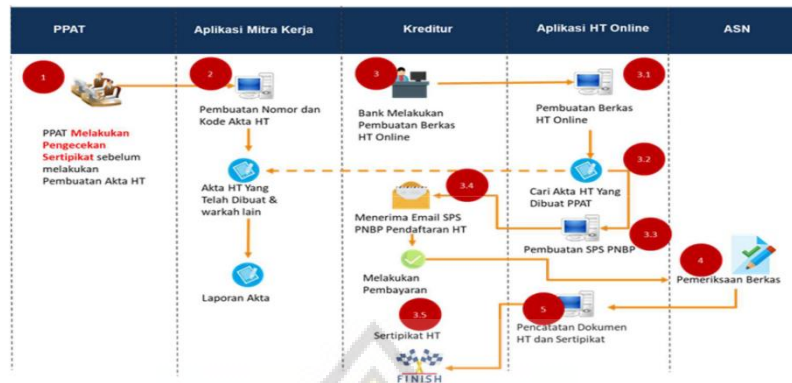 PPAT
Aplikasi Mitra Kerja
Kreditur
Aplikasi HT Online
ASN
1
2
3
3.1
Pembuatan Nomor dan
Kode Akta HT
Bank Melakukan
Pembuatan Berkas
HT Online
Pembuatan Berkas
HT Online
PPAT Melakukan
Pengecekan
Sertipikat sebelum
melakukan
Pembuatan Akta HT
3.2
Akta HT Yang
Telah Dibuat &
warkah lain
3.4
Cari Akta HT Yang
Dibuat PPAT
Menerima Email SPS
PNBP Pendaftaran HT
3.3
Pembuatan SPS PNBP
4
Pemeriksaan Berkas
Melakukan
Pembayaran
Laporan Akta
3.5
Sertipikat HT
5
Pencatatan Dokumen
HT dan Sertipikat
FINISH